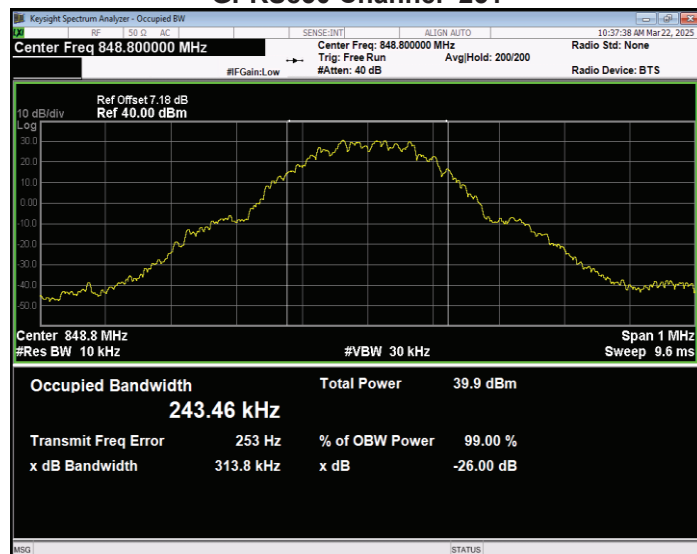 Keysight Spectrum Analyzer - Occupied BW
RF 50 Ω AC SENSE:INT ALIGN AUTO 10:37:38 AM Mar 22, 2025
Center Freq 848.800000 MHz Center Freq: 848.800000 MHz Radio Std: None
Trig: Free Run Avg|Hold: 200/200
#IFGain:Low #Atten: 40 dB Radio Device: BTS
Ref Offset 7.18 dB
10 dB/div Ref 40.00 dBm
Log
30.0
20.0
10.0
0.00
-10.0
-20.0
-30.0
-40.0
-50.0
Center 848.8 MHz Span 1 MHz
#Res BW 10 kHz #VBW 30 kHz Sweep 9.6 ms
Occupied Bandwidth Total Power 39.9 dBm
243.46 kHz
Transmit Freq Error 253 Hz % of OBW Power 99.00 %
x dB Bandwidth 313.8 kHz x dB -26.00 dB
MSG STATUS